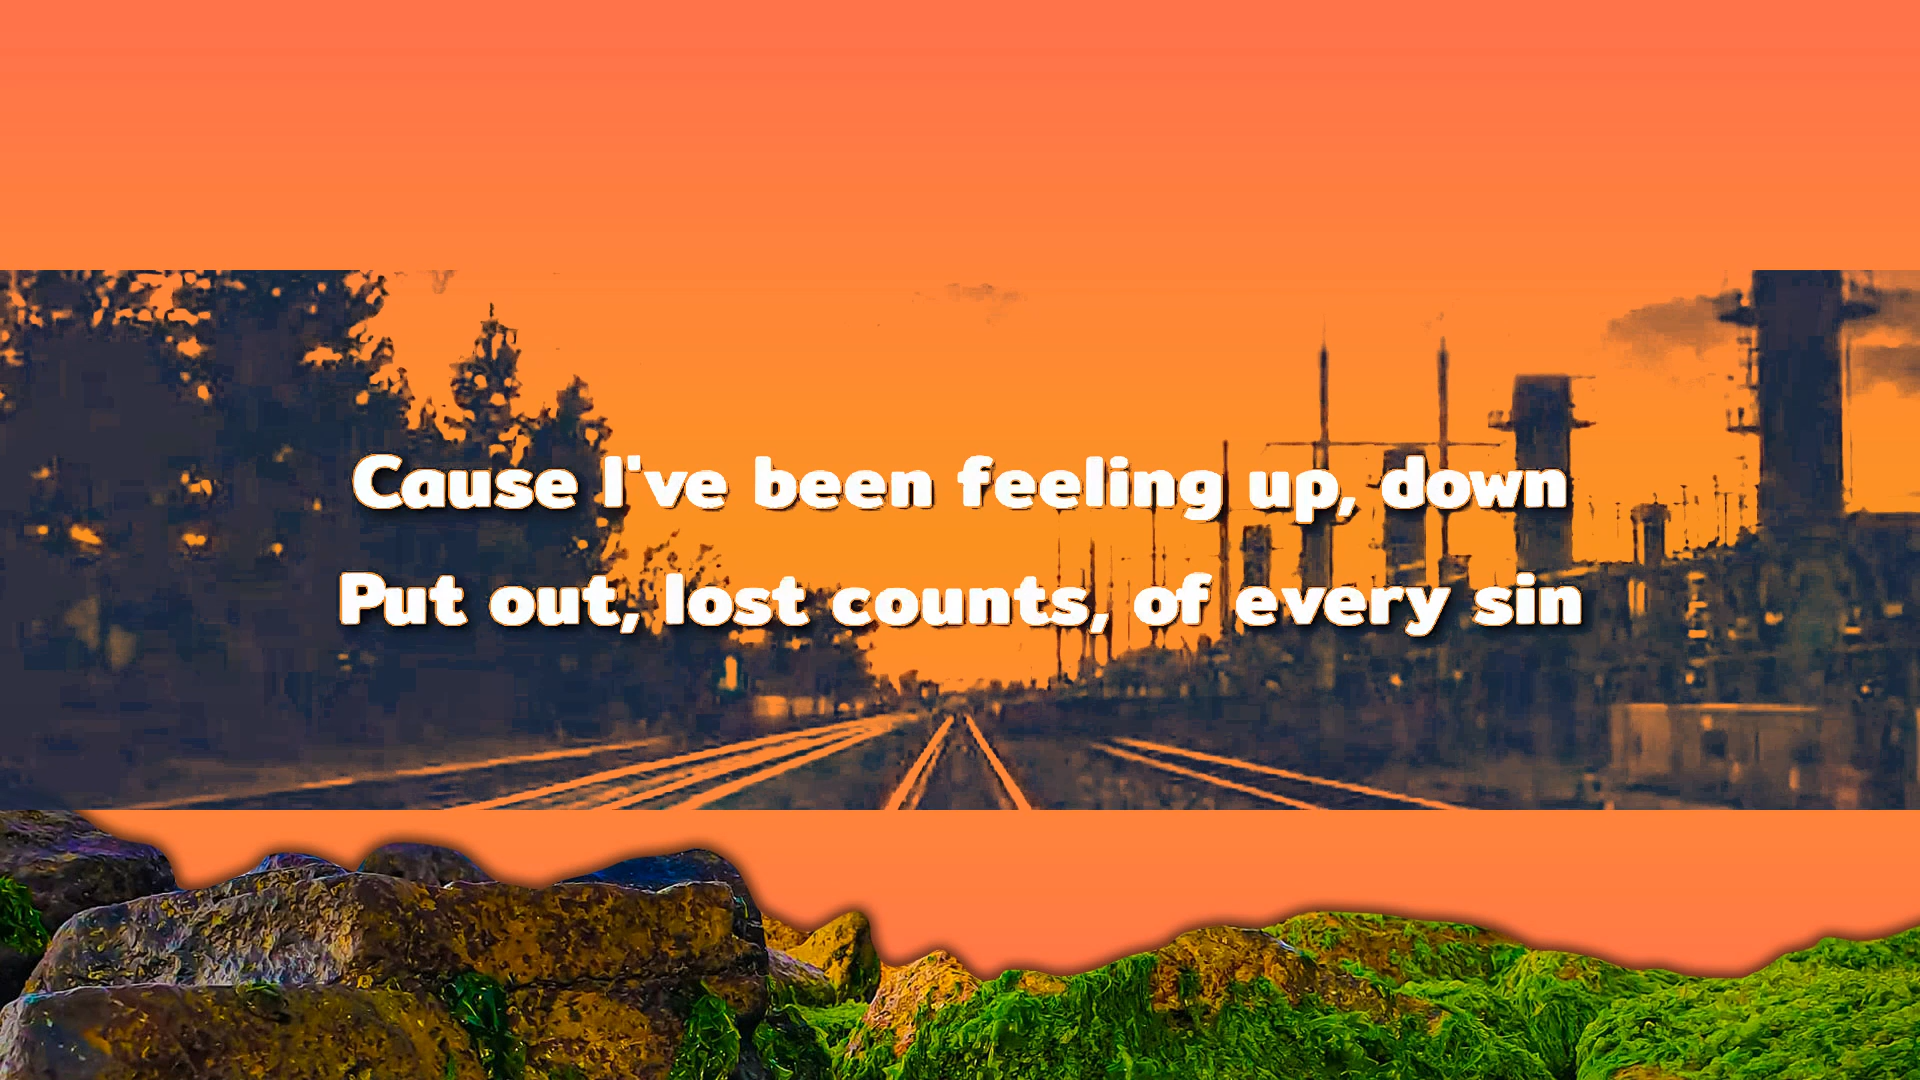 Cause I've been feeling up, down
Put out, lost counts, of every sin